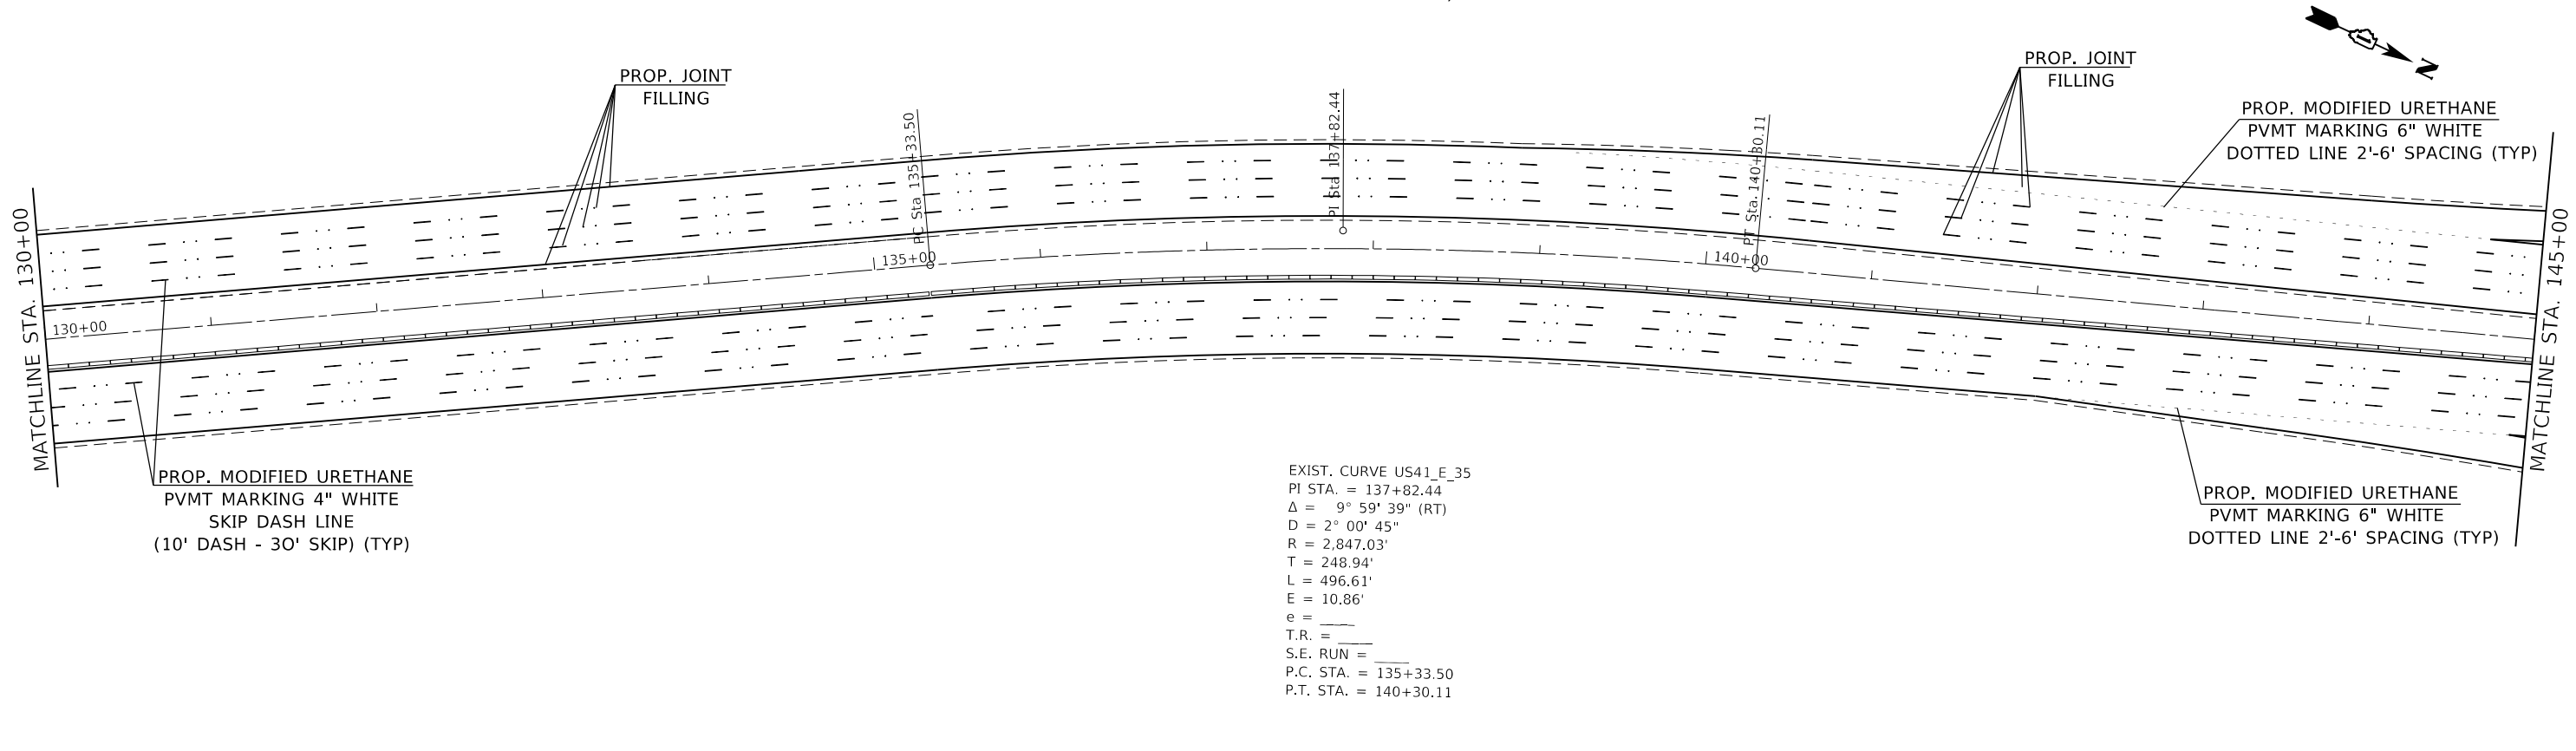 PROP. JOINT
FILLING
PROP. JOINT
FILLING
N
PROP. MODIFIED URETHANE
PVMT MARKING 6" WHITE
DOTTED LINE 2'-6' SPACING (TYP)
MATCHLINE STA. 130+00
PC Sta 135+33.50
PI Sta 137+82.44
PT Sta. 140+30.11
MATCHLINE STA. 145+00
130+00
135+00
140+00
PROP. MODIFIED URETHANE
PVMT MARKING 4" WHITE
SKIP DASH LINE
(10' DASH - 30' SKIP) (TYP)
EXIST. CURVE US41_E_35
PI STA. = 137+82.44
Δ = 9° 59' 39" (RT)
D = 2° 00' 45"
R = 2,847.03'
T = 248.94'
L = 496.61'
E = 10.86'
e = ____
T.R. = ____
S.E. RUN = ____
P.C. STA. = 135+33.50
P.T. STA. = 140+30.11
PROP. MODIFIED URETHANE
PVMT MARKING 6" WHITE
DOTTED LINE 2'-6' SPACING (TYP)